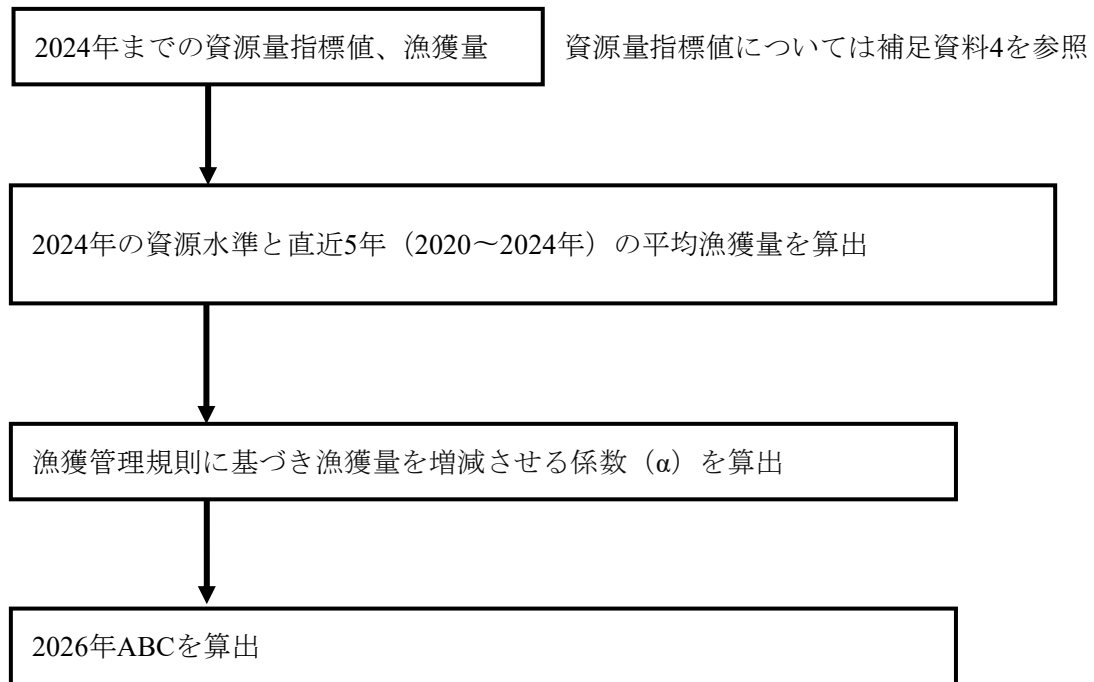 2024年までの資源量指標値、漁獲量
資源量指標値については補足資料4を参照
2024年の資源水準と直近5年（2020～2024年）の平均漁獲量を算出
漁獲管理規則に基づき漁獲量を増減させる係数（α）を算出
2026年ABCを算出